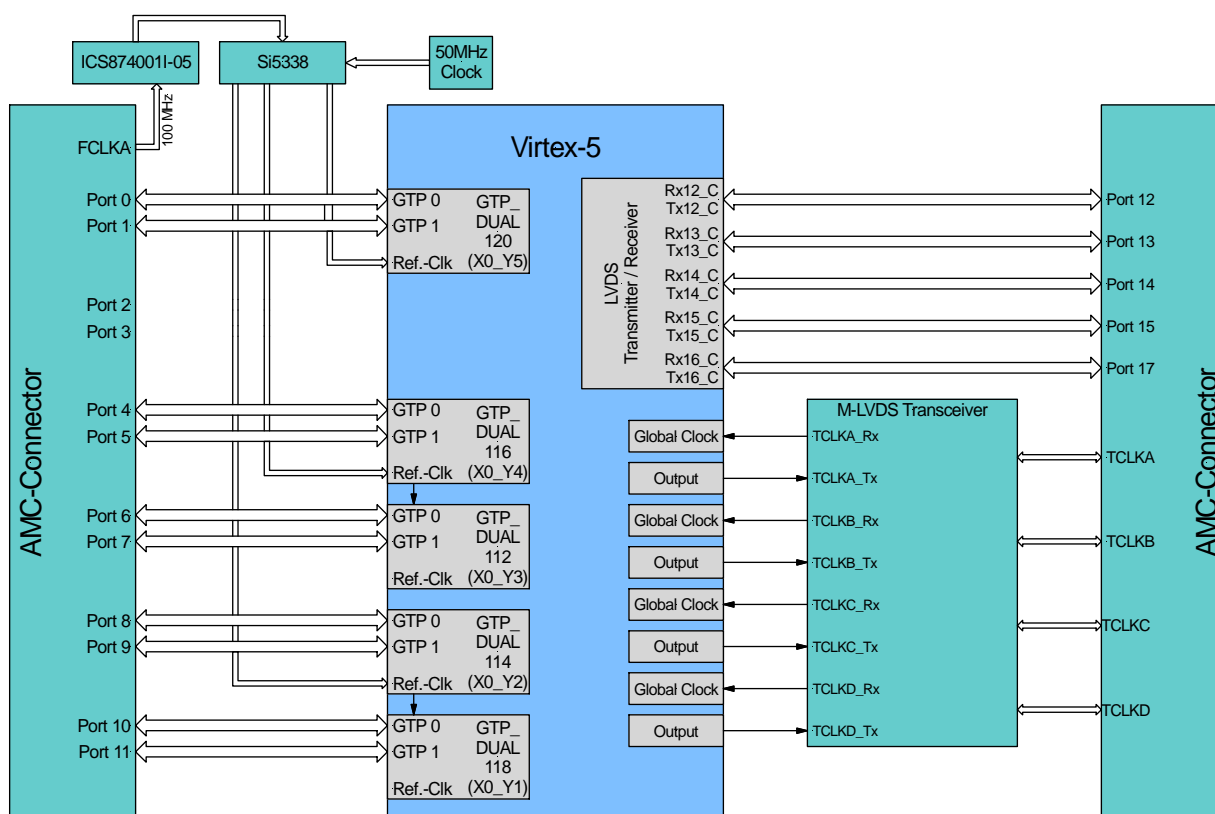 ICS874001I-05
Si5338
50MHz
Clock
100 MHz
FCLKA
Virtex-5
AMC-Connector
Port 0
Port 1
Port 2
Port 3
Port 4
Port 5
Port 6
Port 7
Port 8
Port 9
Port 10
Port 11
GTP 0
GTP 1
Ref.-Clk
GTP_
DUAL
120
(X0_Y5)
GTP 0
GTP 1
Ref.-Clk
GTP_
DUAL
116
(X0_Y4)
GTP 0
GTP 1
Ref.-Clk
GTP_
DUAL
112
(X0_Y3)
GTP 0
GTP 1
Ref.-Clk
GTP_
DUAL
114
(X0_Y2)
GTP 0
GTP 1
Ref.-Clk
GTP_
DUAL
118
(X0_Y1)
LVDS
Transmitter / Receiver
Rx12_C
Tx12_C
Rx13_C
Tx13_C
Rx14_C
Tx14_C
Rx15_C
Tx15_C
Rx16_C
Tx16_C
Global Clock
Output
Global Clock
Output
Global Clock
Output
Global Clock
Output
M-LVDS Transceiver
TCLKA_Rx
TCLKA_Tx
TCLKB_Rx
TCLKB_Tx
TCLKC_Rx
TCLKC_Tx
TCLKD_Rx
TCLKD_Tx
Port 12
Port 13
Port 14
Port 15
Port 17
TCLKA
TCLKB
TCLKC
TCLKD
AMC-Connector